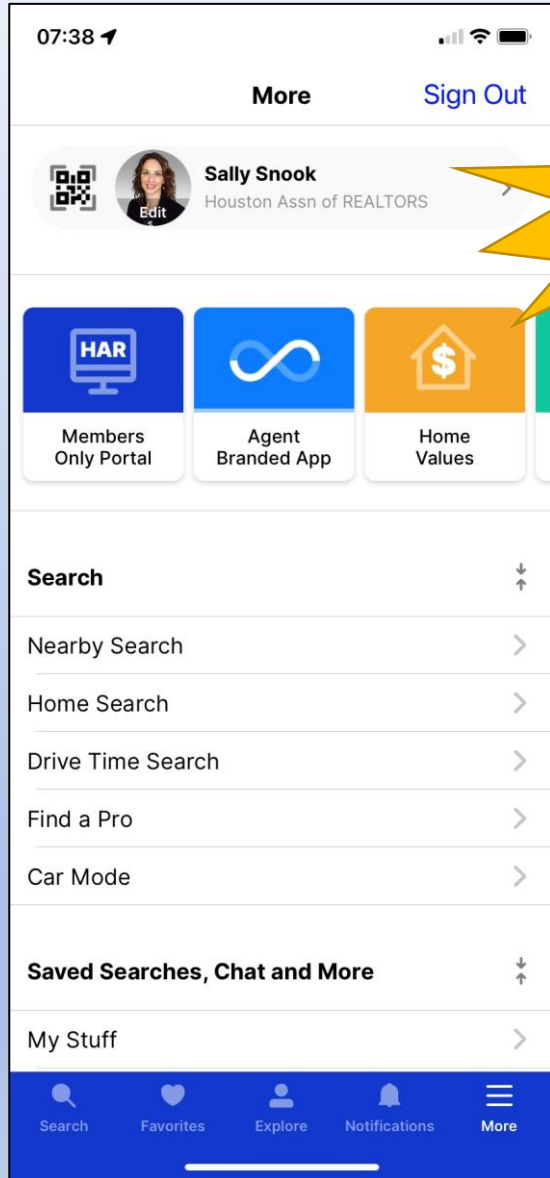 07:38
More
Sign Out
Sally Snook
Edit
Houston Assn of REALTORS
HAR
$
Members
Only Portal
Agent
Branded App
Home
Values
Search
Nearby Search
Home Search
Drive Time Search
Find a Pro
Car Mode
Saved Searches, Chat and More
My Stuff
Search
Favorites
Explore
Notifications
More